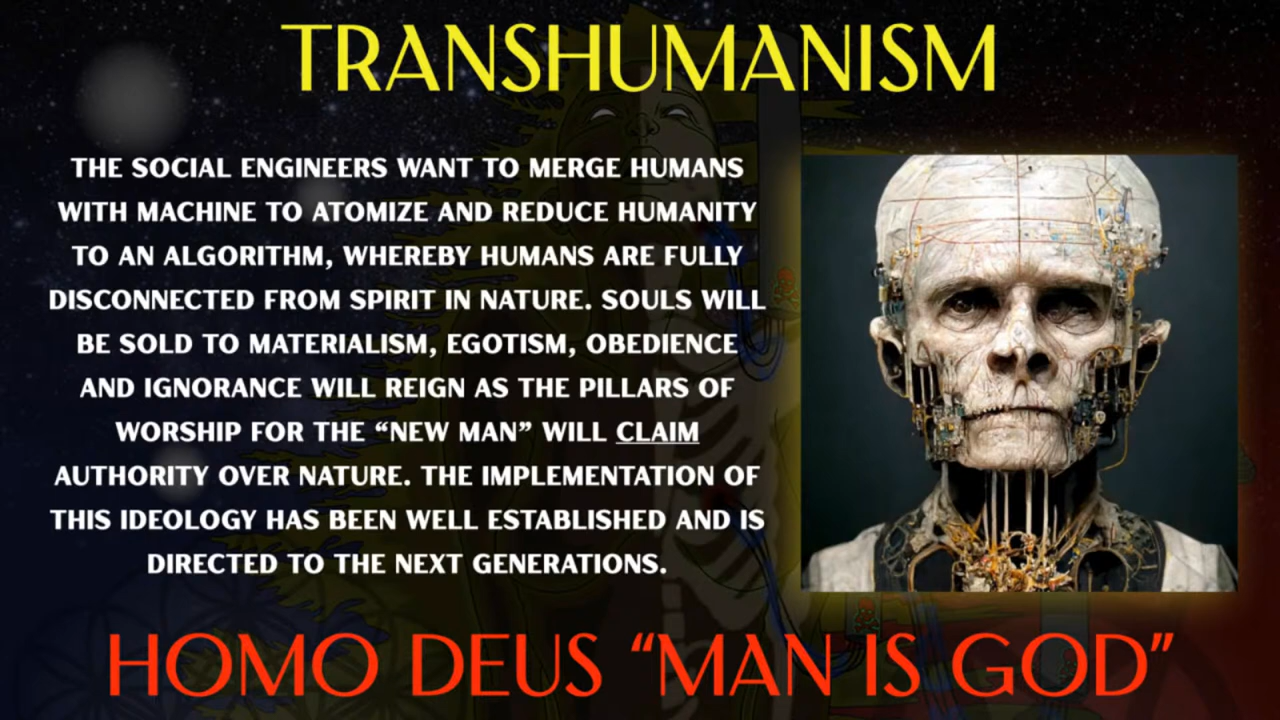 TRANSHUMANISM
THE SOCIAL ENGINEERS WANT TO MERGE HUMANS
WITH MACHINE TO ATOMIZE AND REDUCE HUMANITY
TO AN ALGORITHM, WHEREBY HUMANS ARE FULLY
DISCONNECTED FROM SPIRIT IN NATURE. SOULS WILL
BE SOLD TO MATERIALISM, EGOTISM, OBEDIENCE
AND IGNORANCE WILL REIGN AS THE PILLARS OF
WORSHIP FOR THE “NEW MAN” WILL CLAIM
AUTHORITY OVER NATURE. THE IMPLEMENTATION OF
THIS IDEOLOGY HAS BEEN WELL ESTABLISHED AND IS
DIRECTED TO THE NEXT GENERATIONS.
HOMO DEUS “MAN IS GOD”